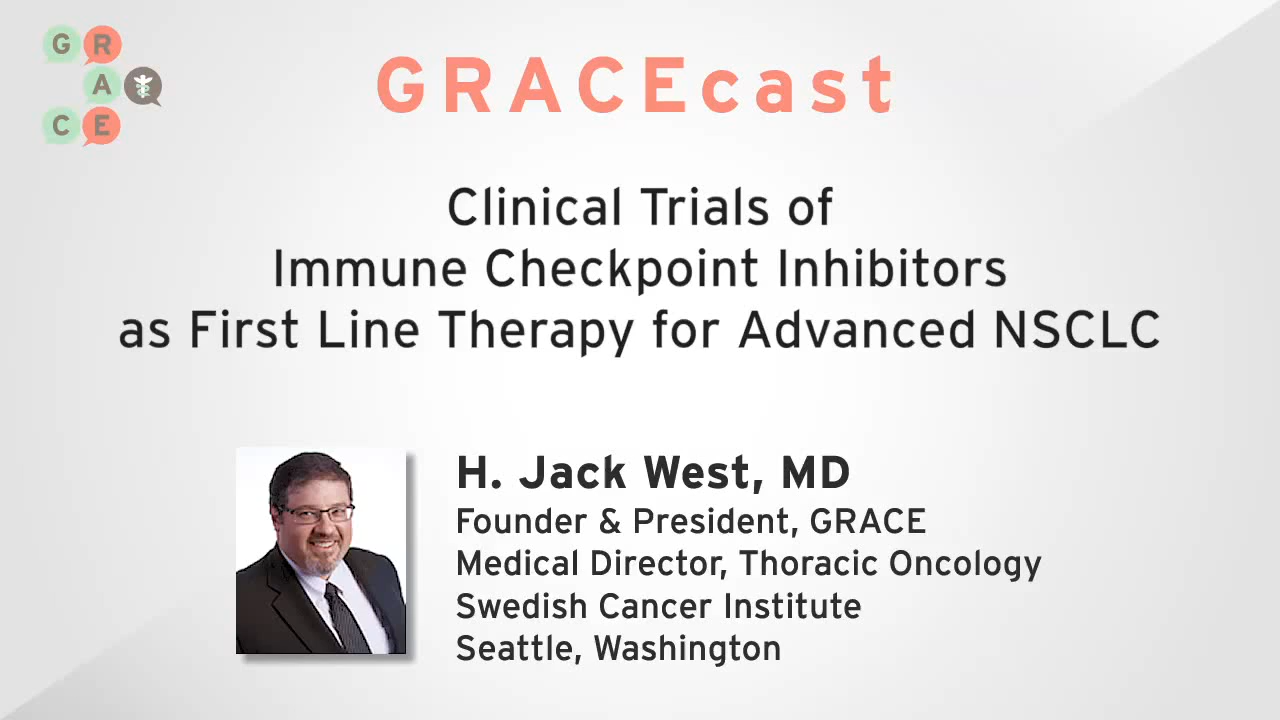 G R
A
C E
GRACEcast
Clinical Trials of
Immune Checkpoint Inhibitors
as First Line Therapy for Advanced NSCLC
H. Jack West, MD
Founder & President, GRACE
Medical Director, Thoracic Oncology
Swedish Cancer Institute
Seattle, Washington